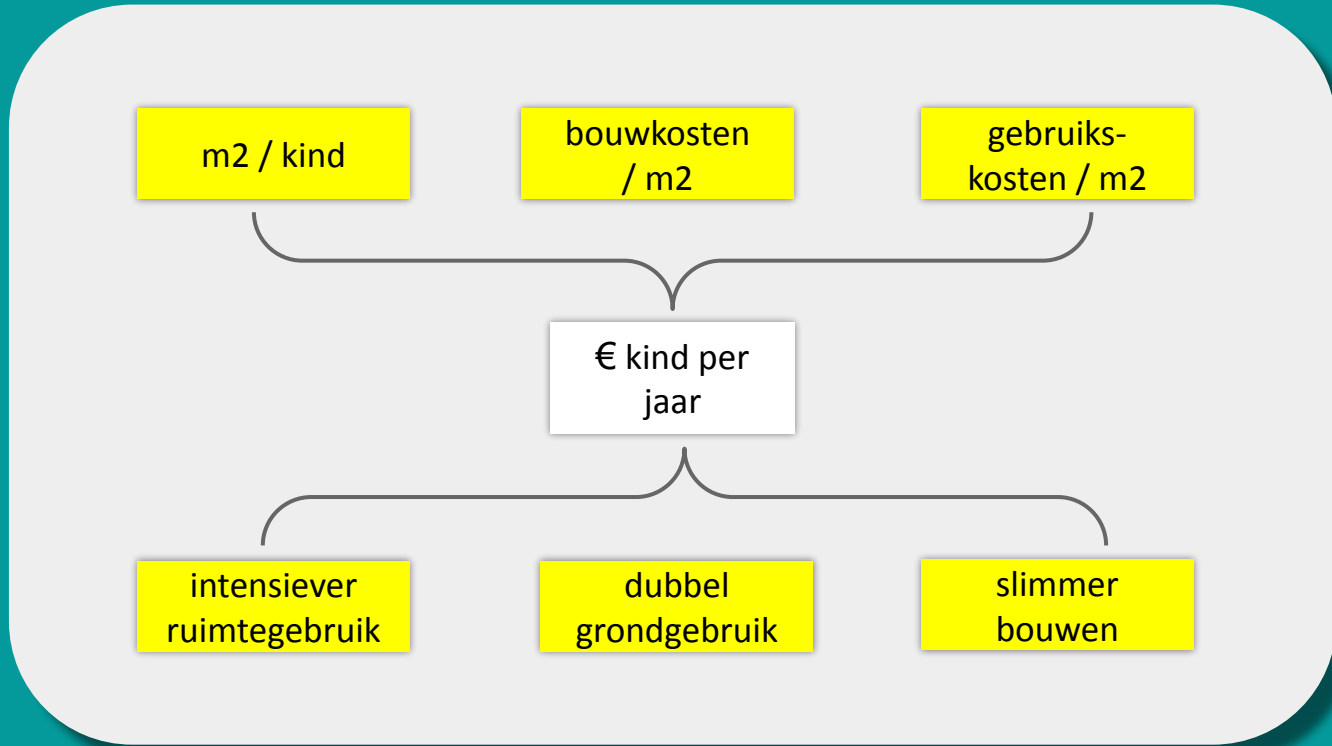 m2 / kind
bouwkosten
/ m2
gebruiks-
kosten / m2
€ kind per
jaar
intensiever
ruimtegebruik
dubbel
grondgebruik
slimmer
bouwen